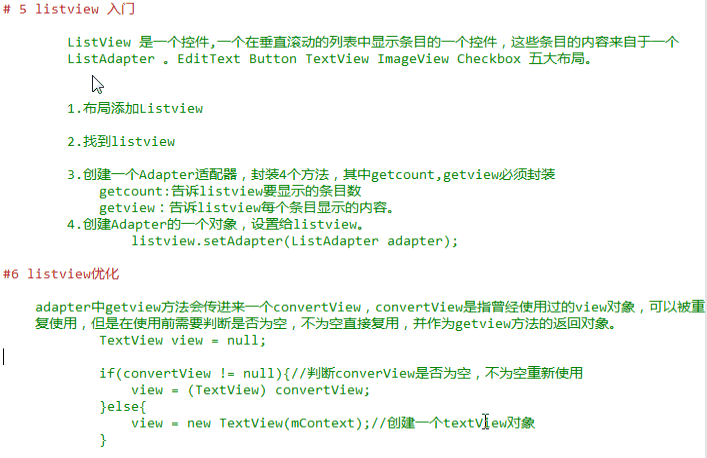 # 5 listview 入门
ListView 是一个控件,一个在垂直滚动的列表中显示条目的一个控件，这些条目的内容来自于一个
ListAdapter 。EditText Button TextView ImageView Checkbox 五大布局。
1.布局添加Listview
2.找到listview
3.创建一个Adapter适配器，封装4个方法，其中getcount,getview必须封装
getcount:告诉listview要显示的条目数
getview：告诉listview每个条目显示的内容。
4.创建Adapter的一个对象，设置给listview。
listview.setAdapter(ListAdapter adapter);
#6 listview优化
adapter中getview方法会传进来一个convertView，convertView是指曾经使用过的view对象，可以被重
复使用，但是在使用前需要判断是否为空，不为空直接复用，并作为getview方法的返回对象。
TextView view = null;
if(convertView != null){//判断converView是否为空，不为空重新使用
view = (TextView) convertView;
}else{
view = new TextView(mContext);//创建一个textView对象
}